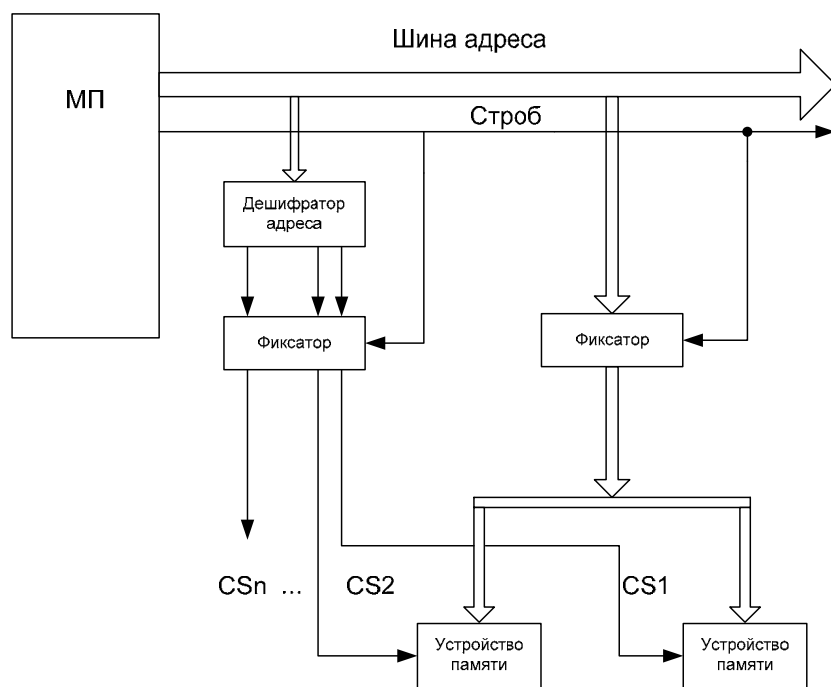 Шина адреса
МП
Строб
Дешифратор
адреса
Фиксатор
Фиксатор
CSn ...
CS2
CS1
Устройство
памяти
Устройство
памяти